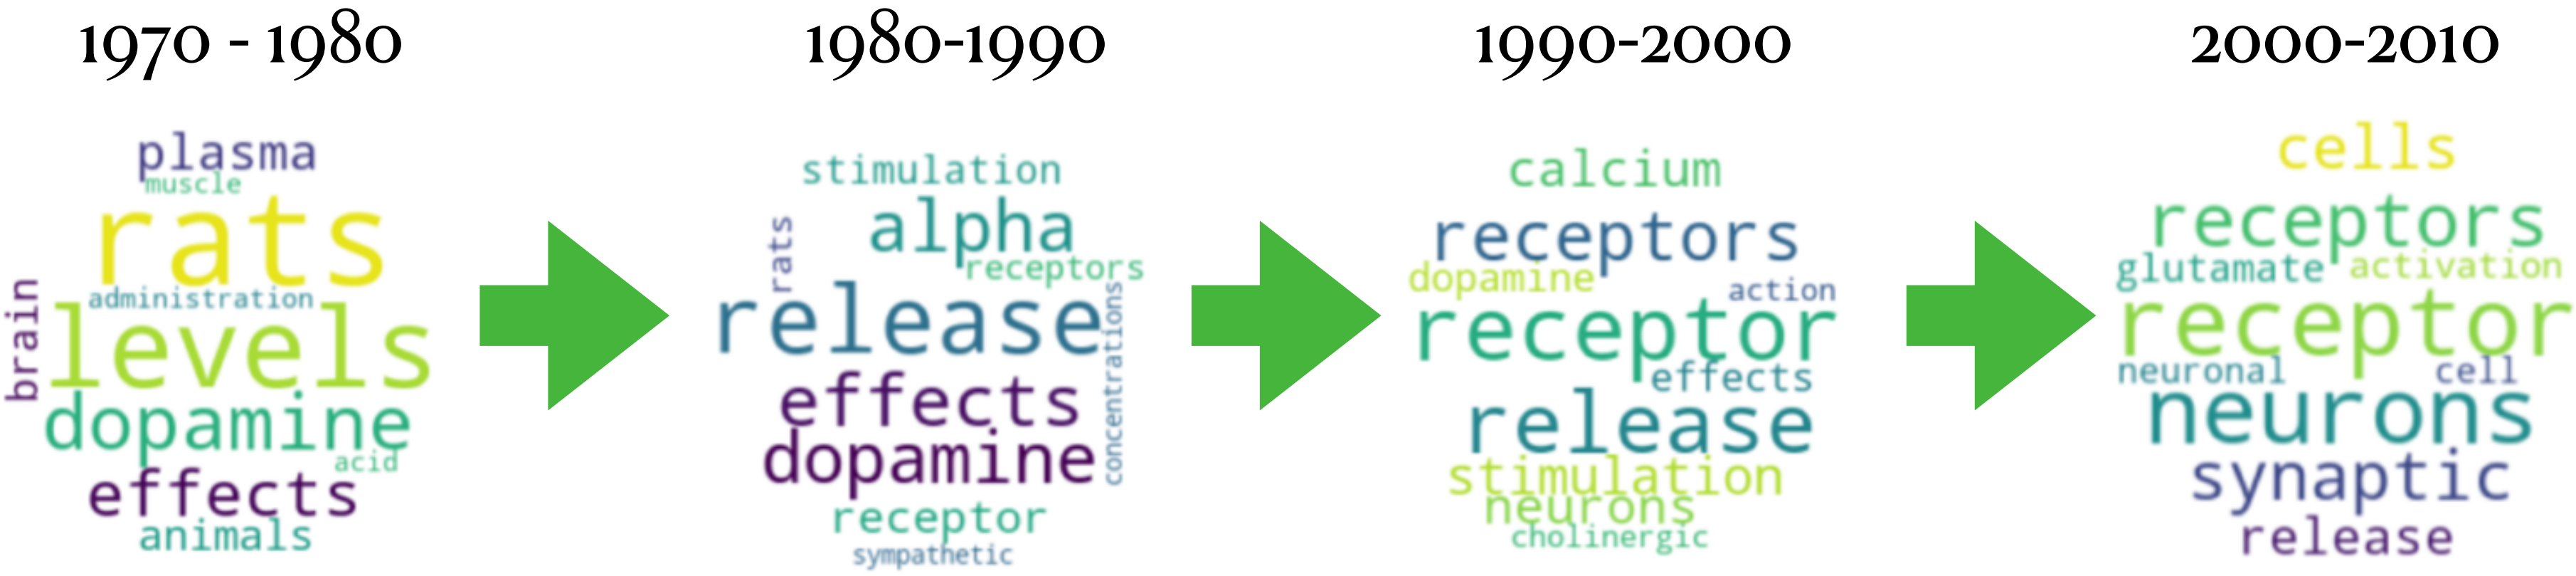 1970 - 1980
plasma
muscle
rats
administration
brain
levels
dopamine
acid
effects
animals
1980-1990
stimulation
rats
alpha
receptors
release
concentrations
effects
dopamine
receptor
sympathetic
1990-2000
calcium
receptors
dopamine
action
receptor
effects
release
stimulation
neurons
cholinergic
2000-2010
cells
receptors
glutamate activation
receptor
neuronal cell
neurons
synaptic
release